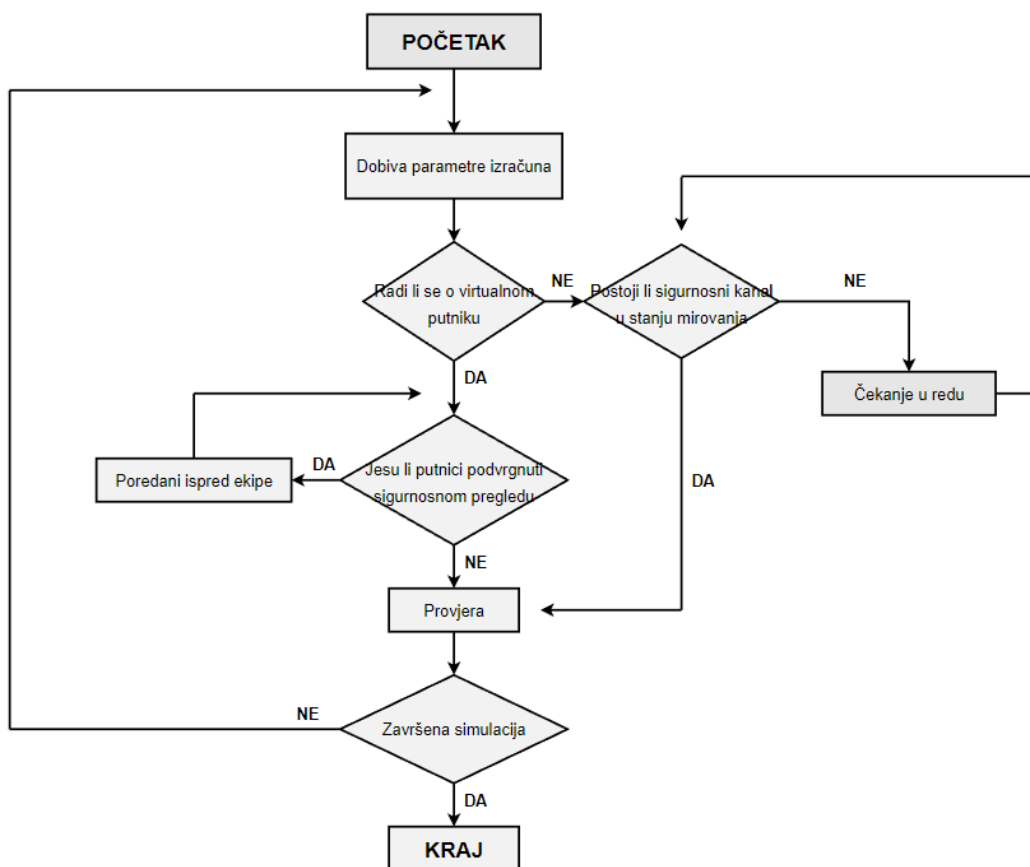 POČETAK
Dobiva parametre izračuna
Radi li se o virtualnom
putniku
NE
Postoji li sigurnosni kanal
u stanju mirovanja
NE
Čekanje u redu
DA
DA
Jesu li putnici podvrgnuti
sigurnosnom pregledu
DA
Poredani ispred ekipe
NE
Provjera
Završena simulacija
NE
DA
KRAJ